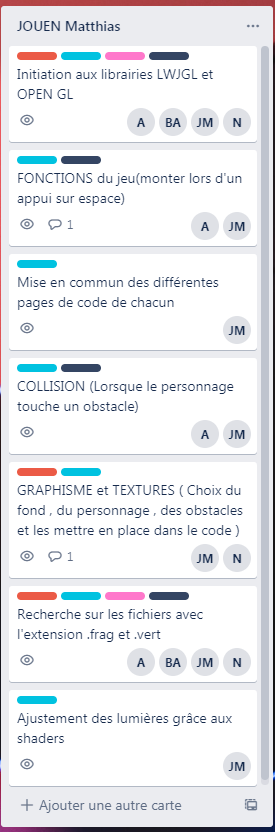 JOUEN Matthias
Initiation aux librairies LWJGL et
OPEN GL
A BA JM N
FONCTIONS du jeu(monter lors d'un
appui sur espace)
1 A JM
Mise en commun des différentes
pages de code de chacun
JM
COLLISION (Lorsque le personnage
touche un obstacle)
A JM
GRAPHISME et TEXTURES ( Choix du
fond , du personnage , des obstacles
et les mettre en place dans le code )
1 JM N
Recherche sur les fichiers avec
l'extension .frag et .vert
A BA JM N
Ajustement des lumières grâce aux
shaders
JM
+ Ajouter une autre carte